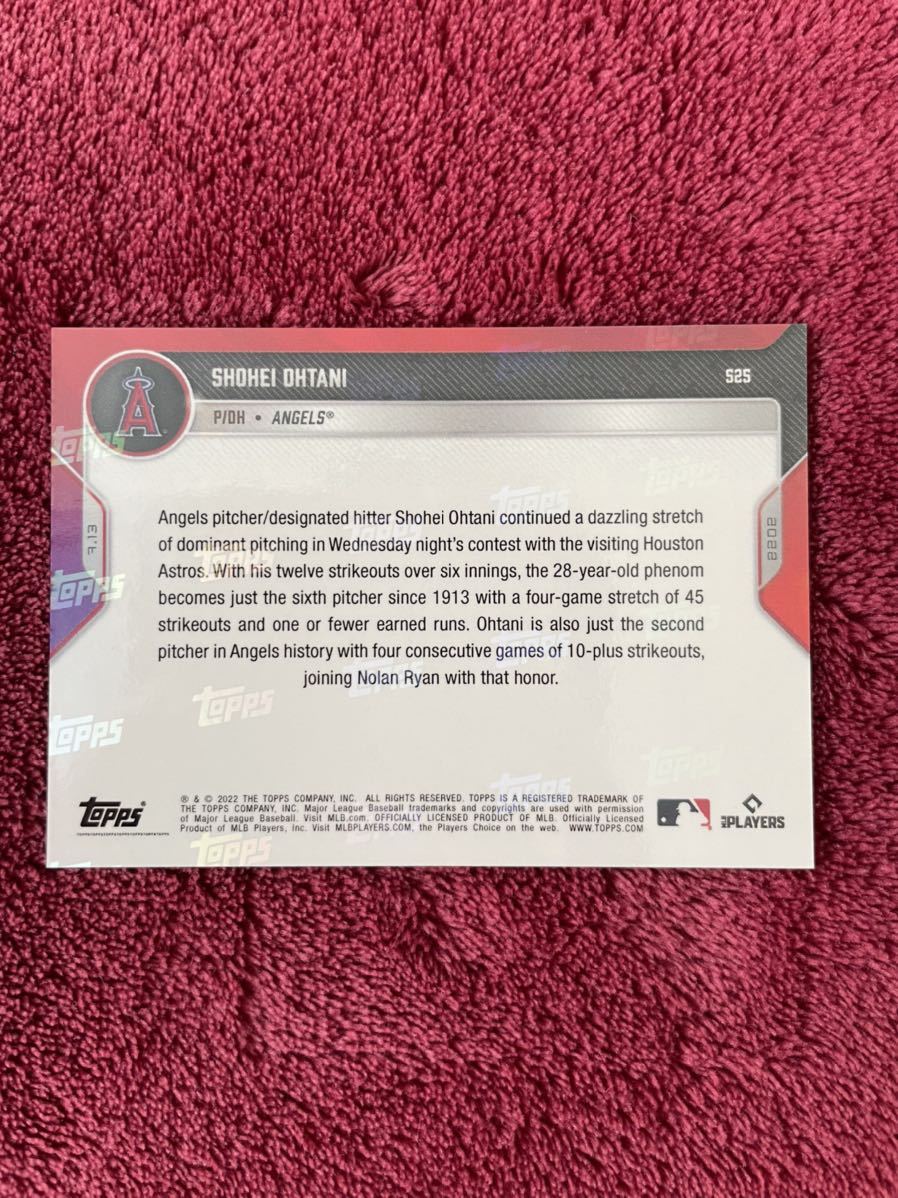 SHOHEI OHTANI
525
P/DH • ANGELS®
A
7.13
2022
Angels pitcher/designated hitter Shohei Ohtani continued a dazzling stretch
of dominant pitching in Wednesday night's contest with the visiting Houston
Astros. With his twelve strikeouts over six innings, the 28-year-old phenom
becomes just the sixth pitcher since 1913 with a four-game stretch of 45
strikeouts and one or fewer earned runs. Ohtani is also just the second
pitcher in Angels history with four consecutive games of 10-plus strikeouts,
joining Nolan Ryan with that honor.
Topps®
® & © 2022 THE TOPPS COMPANY, INC. ALL RIGHTS RESERVED. TOPPS IS A REGISTERED TRADEMARK OF
THE TOPPS COMPANY, INC. Major League Baseball trademarks and copyrights are used with permission
of Major League Baseball. Visit MLB.com. OFFICIALLY LICENSED PRODUCT OF MLB. Officially Licensed
Product of MLB Players, Inc. Visit MLBPLAYERS.COM, the Players Choice on the web. WWW.TOPPS.COM
MLB PLAYERS